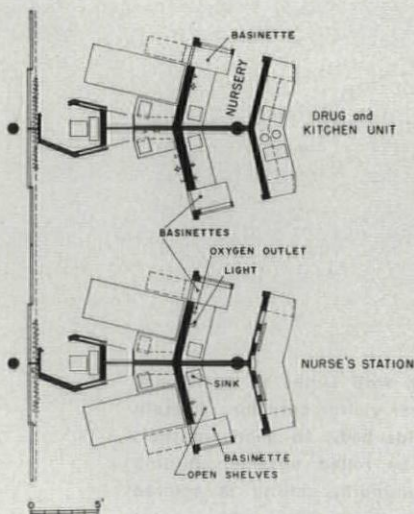 BASINETTE
NURSERY
DRUG and
KITCHEN UNIT
BASINETTES
OXYGEN OUTLET
LIGHT
NURSE'S STATION
SINK
BASINETTE
OPEN SHELVES